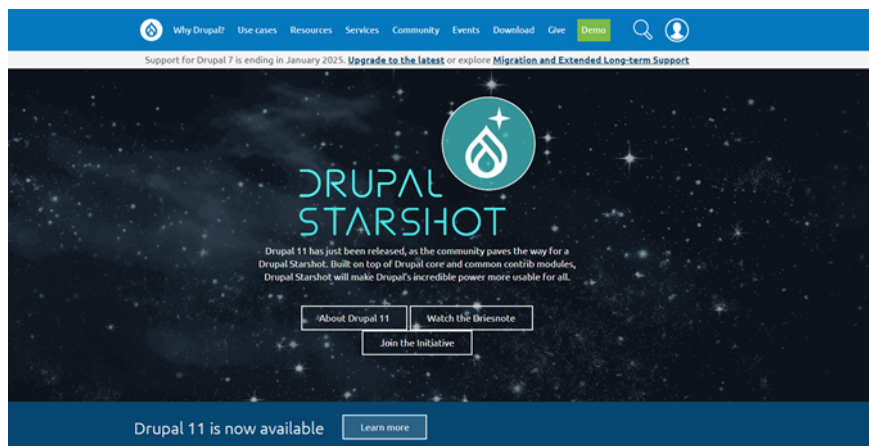 Why Drupal? Use cases Resources Services Community Events Download Give Demo
Support for Drupal 7 is ending in January 2025. Upgrade to the latest or explore Migration and Extended Long-term Support
DRUPAL
STARSHOT
Drupal 11 has just been released, as the community paves the way for a
Drupal Starshot. Built on top of Drupal core and common contrib modules,
Drupal Starshot will make Drupal's incredible power more usable for all.
About Drupal 11 Watch the Driesnote
Join the Initiative
Drupal 11 is now available Learn more